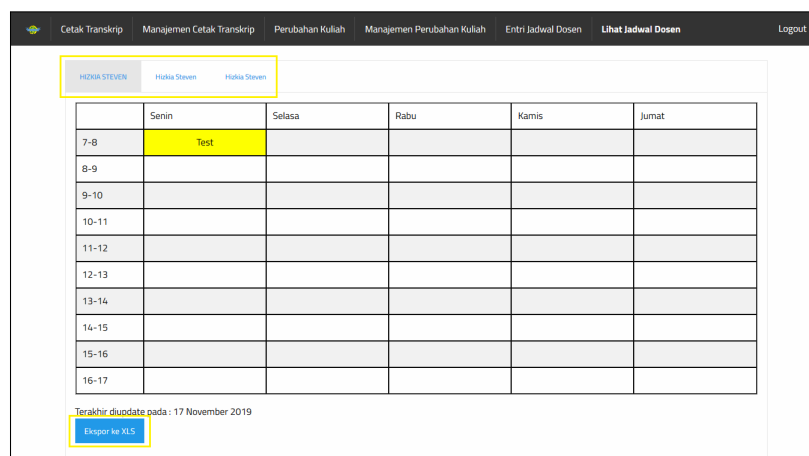 Cetak Transkrip Manajemen Cetak Transkrip Perubahan Kuliah Manajemen Perubahan Kuliah Entri Jadwal Dosen Lihat Jadwal Dosen Logout
HIZKIA STEVEN Hizkia Steven Hizkia Steven
Senin Selasa Rabu Kamis Jumat
7-8 Test
8-9
9-10
10-11
11-12
12-13
13-14
14-15
15-16
16-17
Terakhir diupdate pada : 17 November 2019
Ekspor ke XLS